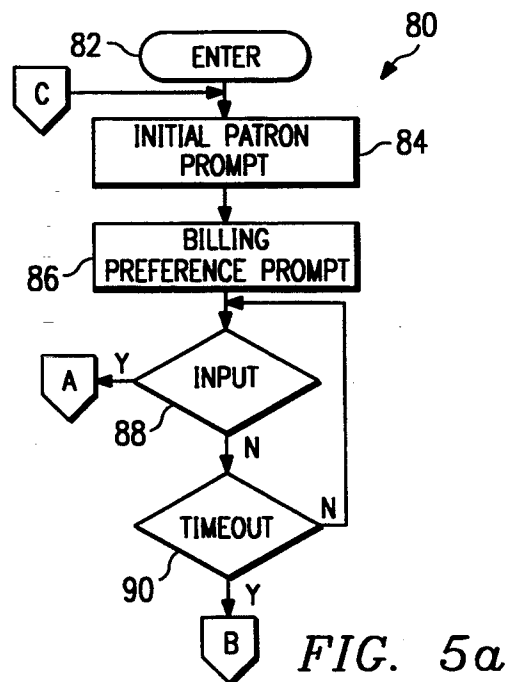 82
ENTER
80
C
INITIAL PATRON
PROMPT
84
BILLING
PREFERENCE PROMPT
86
A
Y
INPUT
88
N
TIMEOUT
N
90
Y
B
FIG. 5a